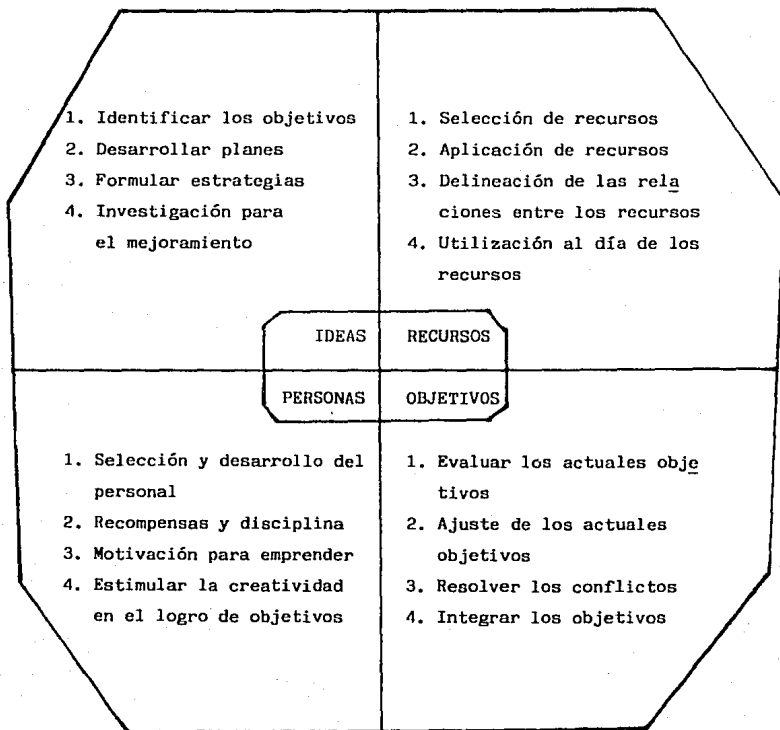 1. Identificar los objetivos
2. Desarrollar planes
3. Formular estrategias
4. Investigación para
el mejoramiento
1. Selección de recursos
2. Aplicación de recursos
3. Delineación de las rela
ciones entre los recursos
4. Utilización al día de los
recursos
IDEAS
RECURSOS
PERSONAS
OBJETIVOS
1. Selección y desarrollo del
personal
2. Recompensas y disciplina
3. Motivación para emprender
4. Estimular la creatividad
en el logro de objetivos
1. Evaluar los actuales obje
tivos
2. Ajuste de los actuales
objetivos
3. Resolver los conflictos
4. Integrar los objetivos